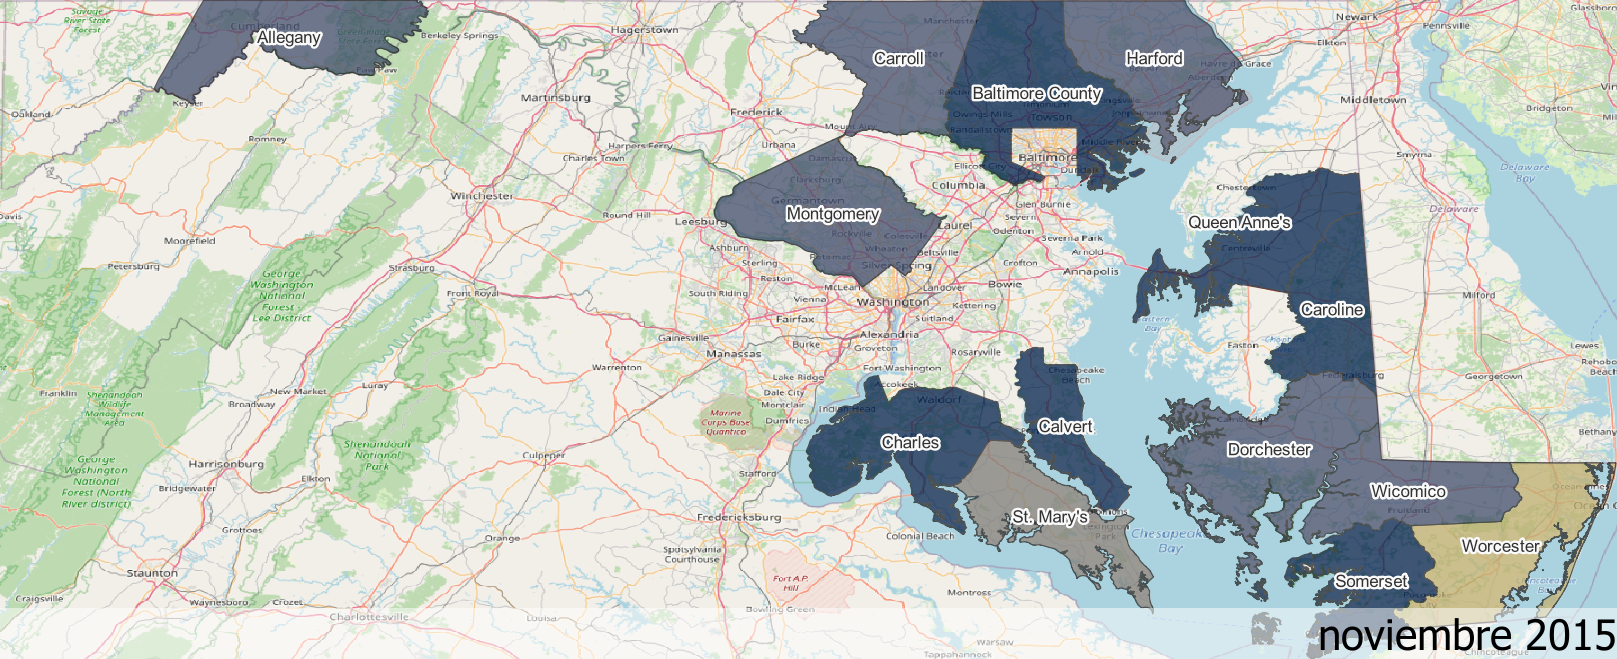 Savage River State Forest
Cumberland
Allegany
Berkeley Springs
Hagerstown
Manchester
Carroll
Harford
Newark
Pennsville
Elkton
Havre de Grace
Oakland
Keyser
Martinsburg
Frederick
Mount Airy
Baltimore County
Owings Mills
Towson
Randallstown
Middle River
Middletown
Bridgeton
Romney
Harpers Ferry
Charles Town
Urbana
Damascus
Ellicott City
Baltimore
Dundalk
Smyrna
Delaware Bay
Winchester
Clarksburg
Germantown
Columbia
Chestertown
Davis
Round Hill
Leesburg
Montgomery
Rockville
Colesville
Laurel
Glen Burnie
Severn
Odenton
Queen Anne's
Delaware
Moorefield
Ashburn
Wheaton
Severna Park
Centreville
Petersburg
Strasburg
Sterling
Potomac
Silver Spring
Beltsville
Crofton
Arnold
Annapolis
George Washington National Forest Lee District
Front Royal
South Riding
Reston
McLean
Vienna
Washington
Landover
Bowie
Kettering
Milford
Caroline
Fairfax
Suitland
Eastern Bay
Gainesville
Manassas
Burke
Alexandria
Groveton
Rosaryville
Easton
Lewes
Warrenton
Lake Ridge
Fort Washington
Accokeek
Chesapeake Beach
Federalsburg
Georgetown
Franklin
Shenandoah Wildlife Management Area
New Market
Luray
Broadway
Dale City
Montclair
Dumfries
Marine Corps Base Quantico
Indian Head
Waldorf
Calvert
Cambridge
Bethany
Shenandoah National Park
Harrisonburg
Culpeper
Charles
Dorchester
George Washington National Forest (North River district)
Bridgewater
Elkton
Stafford
Wicomico
Fruitland
Fredericksburg
St. Mary's
Lexington Park
Grottoes
Orange
Spotsylvania Courthouse
Colonial Beach
Chesapeake Bay
Worcester
Staunton
Fort A.P. Hill
Montross
Somerset
Craigsville
Waynesboro
Crozet
Charlottesville
Louisa
Bowling Green
Warsaw
Tappahannock
Chincoteague
noviembre 2015